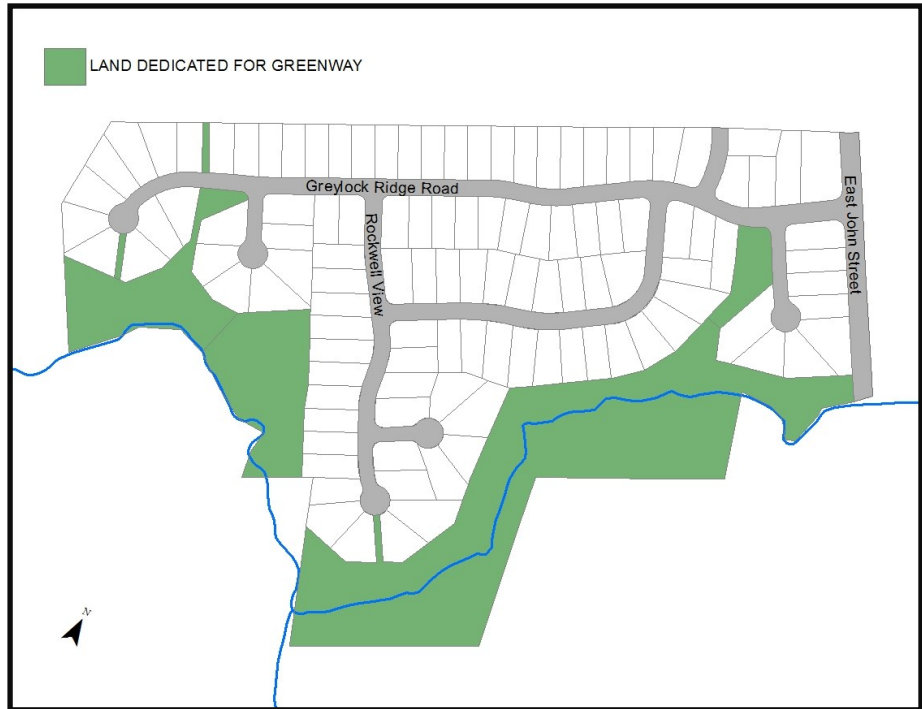 LAND DEDICATED FOR GREENWAY
Greylock Ridge Road
Rockwell View
East John Street
N